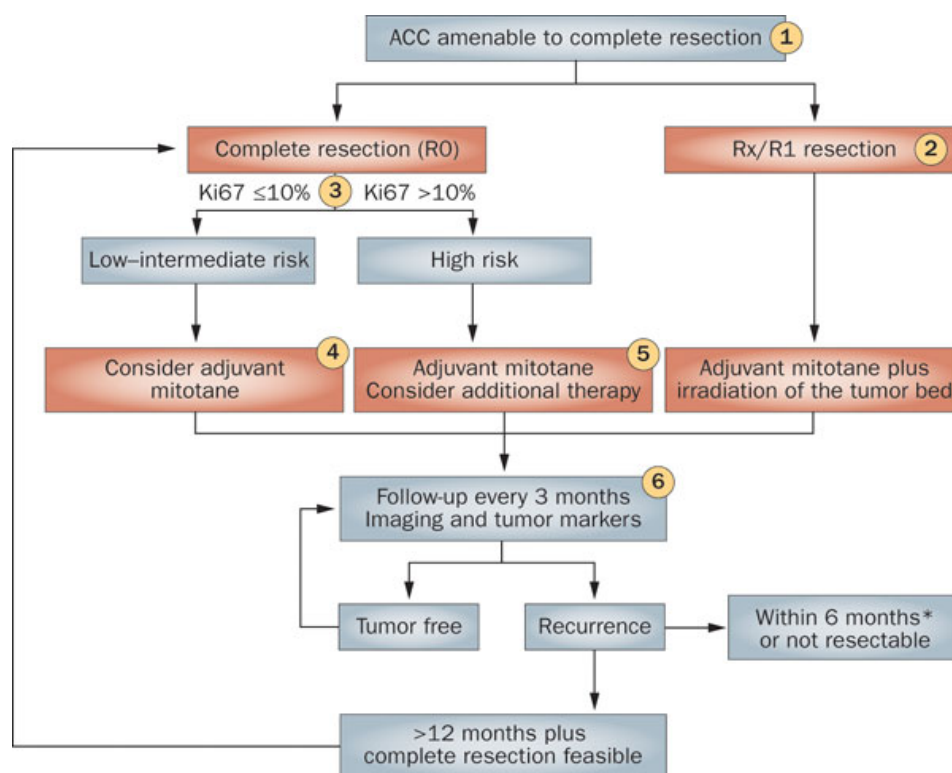 ACC amenable to complete resection
1
Complete resection (R0)
Rx/R1 resection
2
Ki67 ≤10%
3
Ki67 >10%
Low–intermediate risk
High risk
4
Consider adjuvant
mitotane
5
Adjuvant mitotane
Consider additional therapy
Adjuvant mitotane plus
irradiation of the tumor bed
6
Follow-up every 3 months
Imaging and tumor markers
Tumor free
Recurrence
Within 6 months*
or not resectable
>12 months plus
complete resection feasible